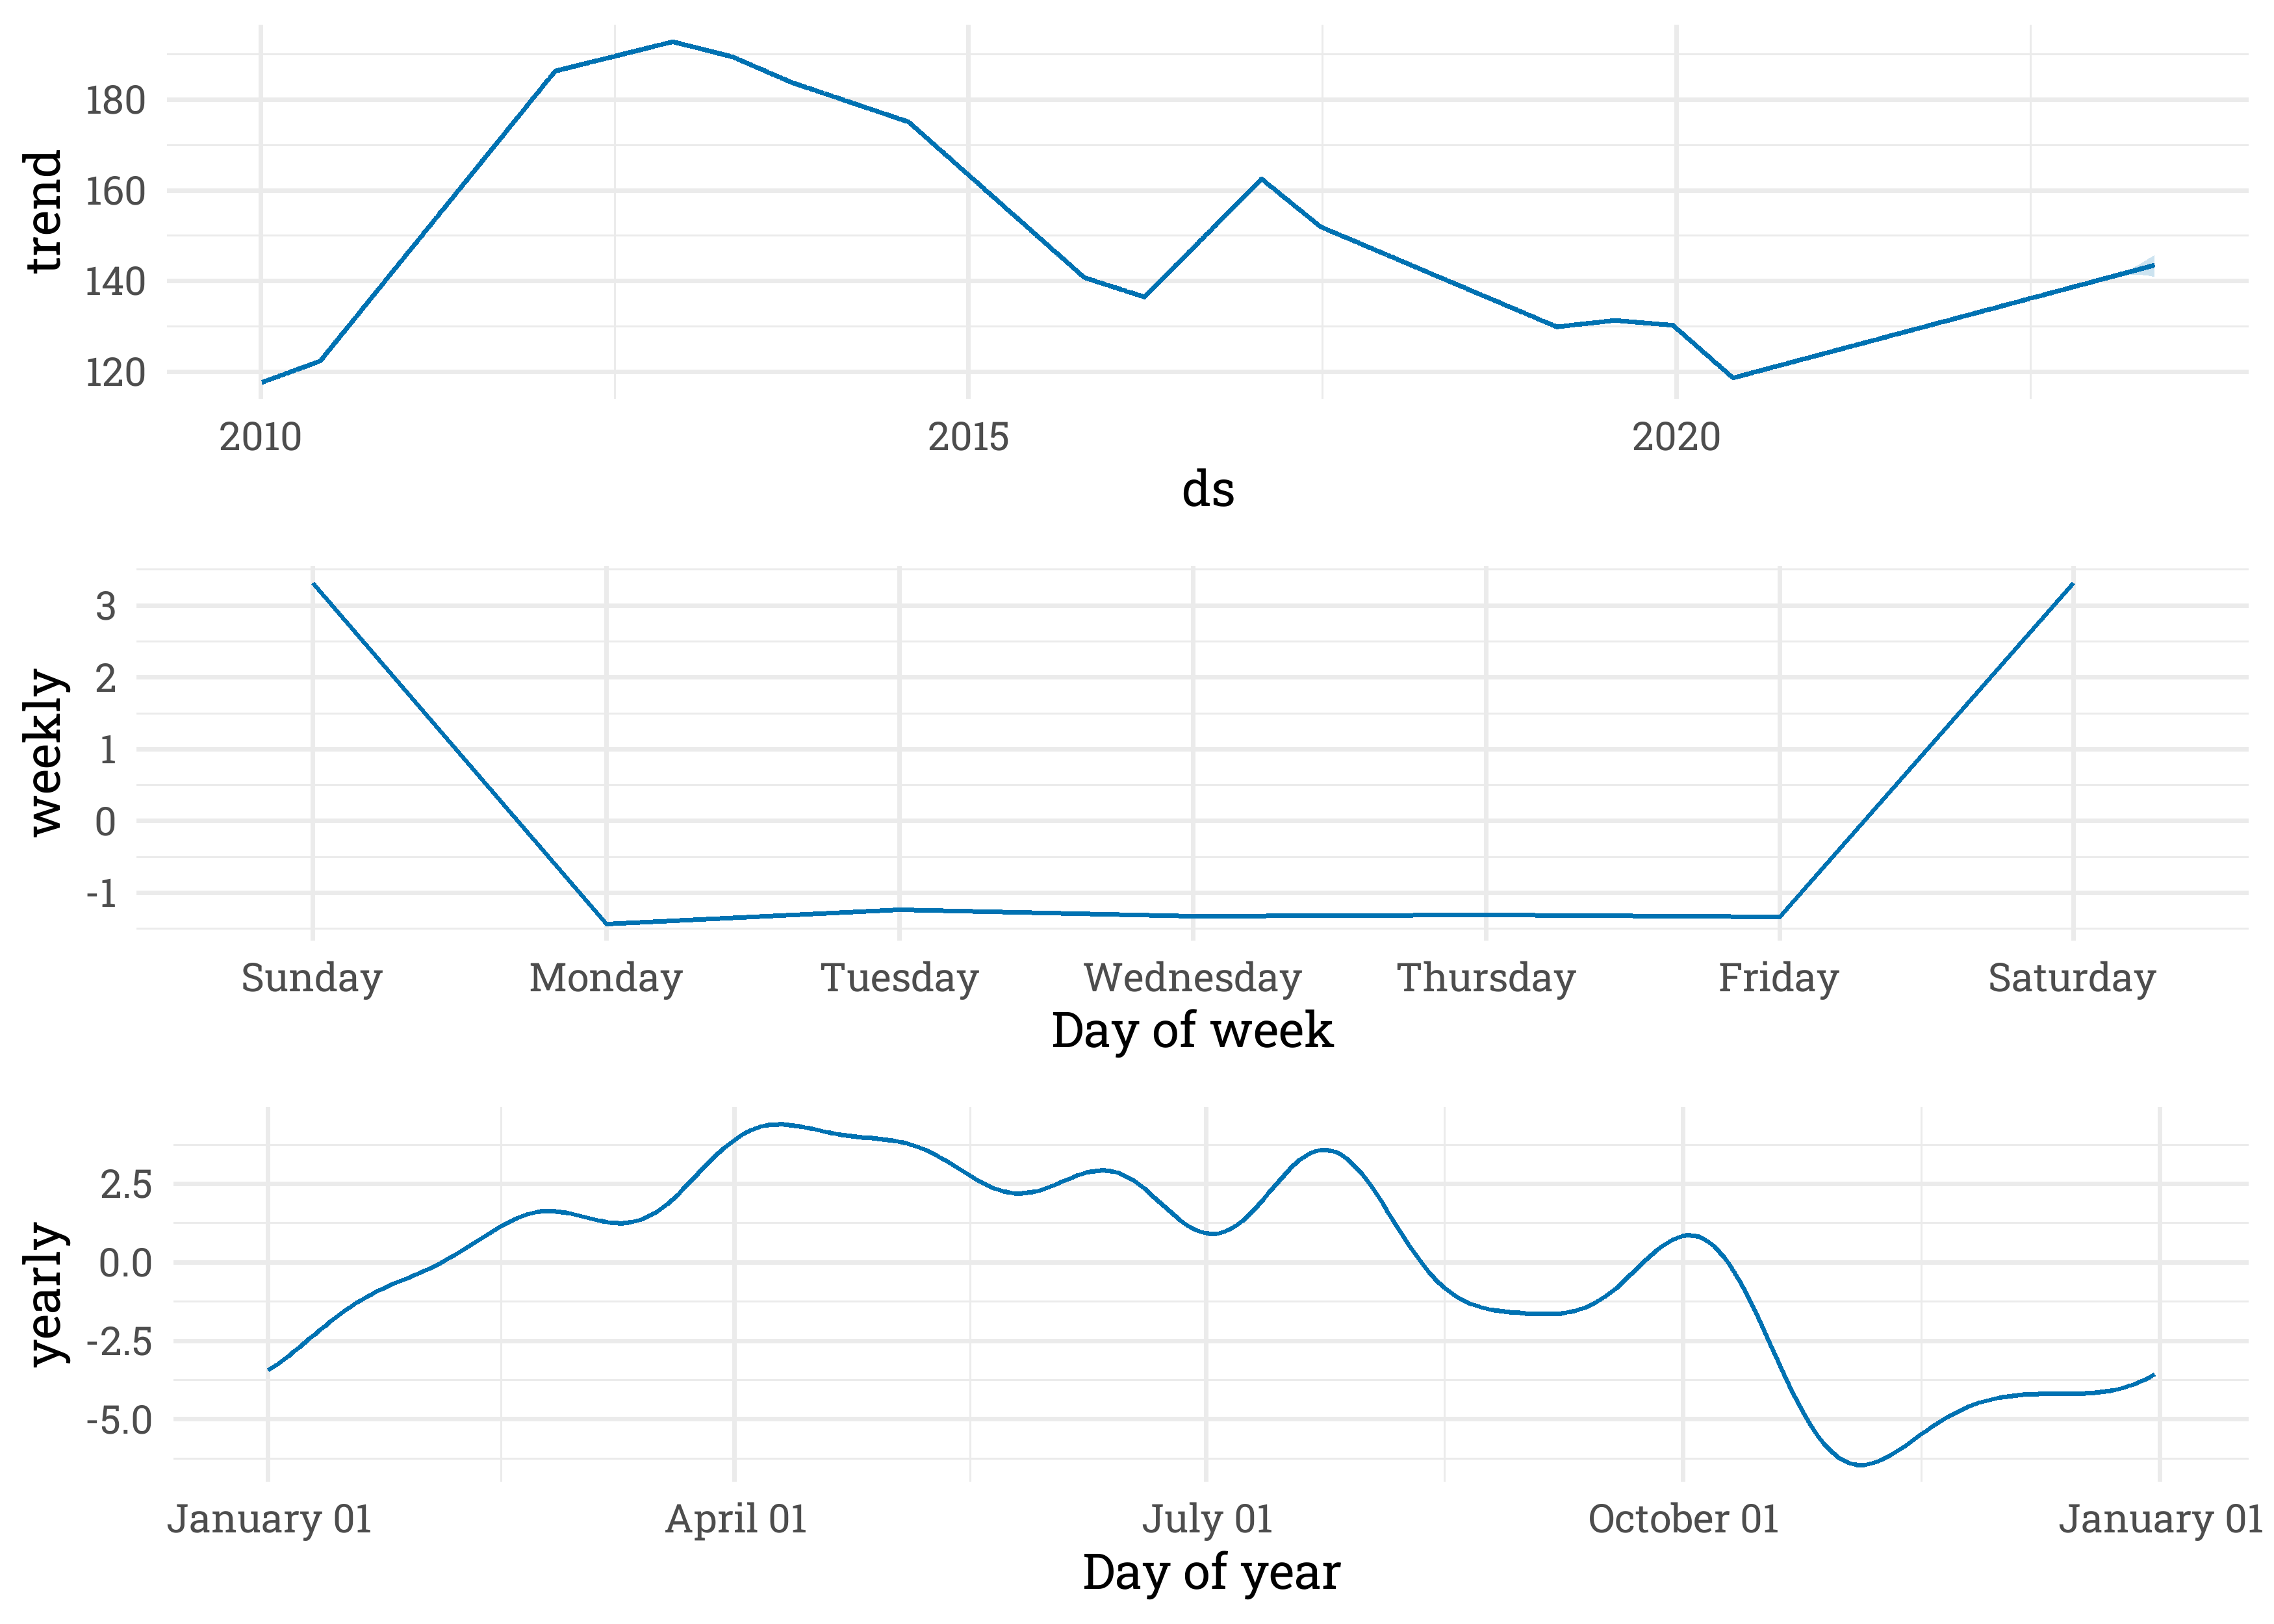 trend
180
160
140
120
2010 2015 2020
ds
weekly
3
2
1
0
-1
Sunday Monday Tuesday Wednesday Thursday Friday Saturday
Day of week
yearly
2.5
0.0
-2.5
-5.0
January 01 April 01 July 01 October 01 January 01
Day of year